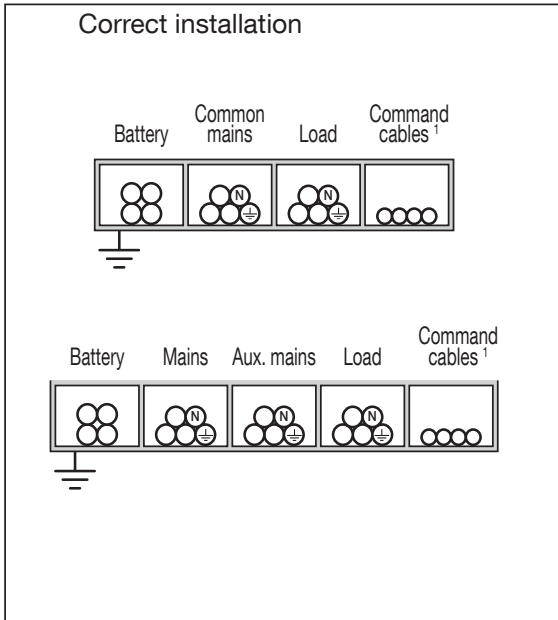 Correct installation
Battery
Common
mains
Load
Command
cables 1
N
N
Battery
Mains
Aux. mains
Load
Command
cables 1
N
N
N